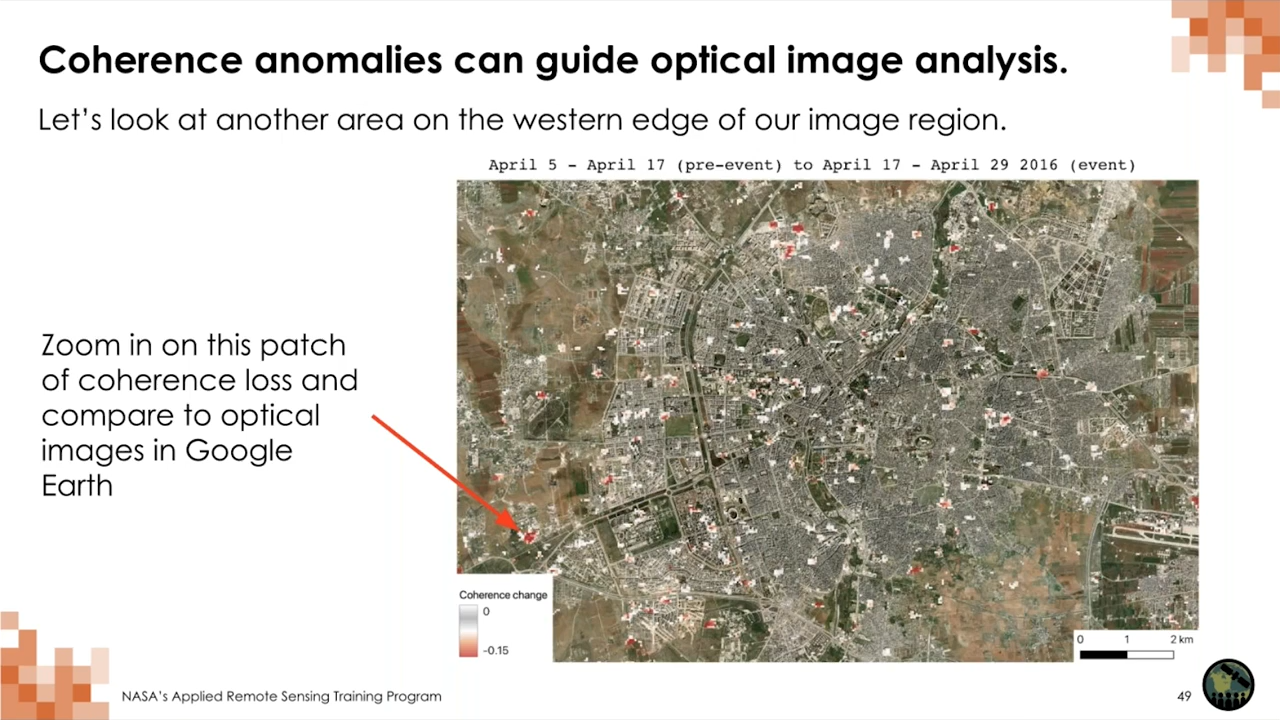 Coherence anomalies can guide optical image analysis.
Let's look at another area on the western edge of our image region.
April 5 - April 17 (pre-event) to April 17 - April 29 2016 (event)
Zoom in on this patch
of coherence loss and
compare to optical
images in Google
Earth
Coherence change
0
-0.15
0 1 2 km
NASA's Applied Remote Sensing Training Program
49